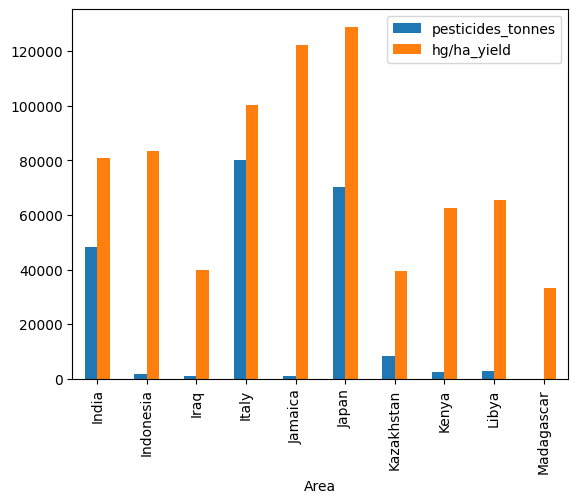 pesticides_tonnes
hg/ha_yield
120000
100000
80000
60000
40000
20000
0
India
Indonesia
Iraq
Italy
Jamaica
Japan
Kazakhstan
Kenya
Libya
Madagascar
Area